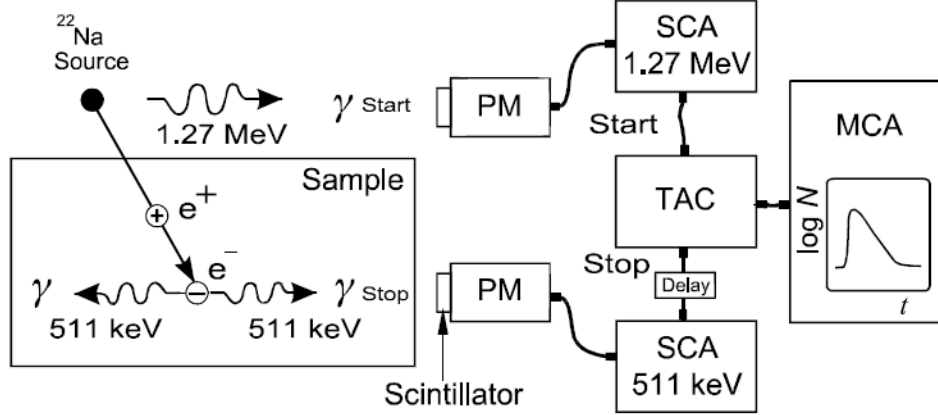 ²²Na
Source
γ Start
1.27 MeV
PM
SCA
1.27 MeV
Start
MCA
log N
t
TAC
Sample
e⁺
e⁻
γ
γ Stop
511 keV
511 keV
PM
Stop
Delay
SCA
511 keV
Scintillator